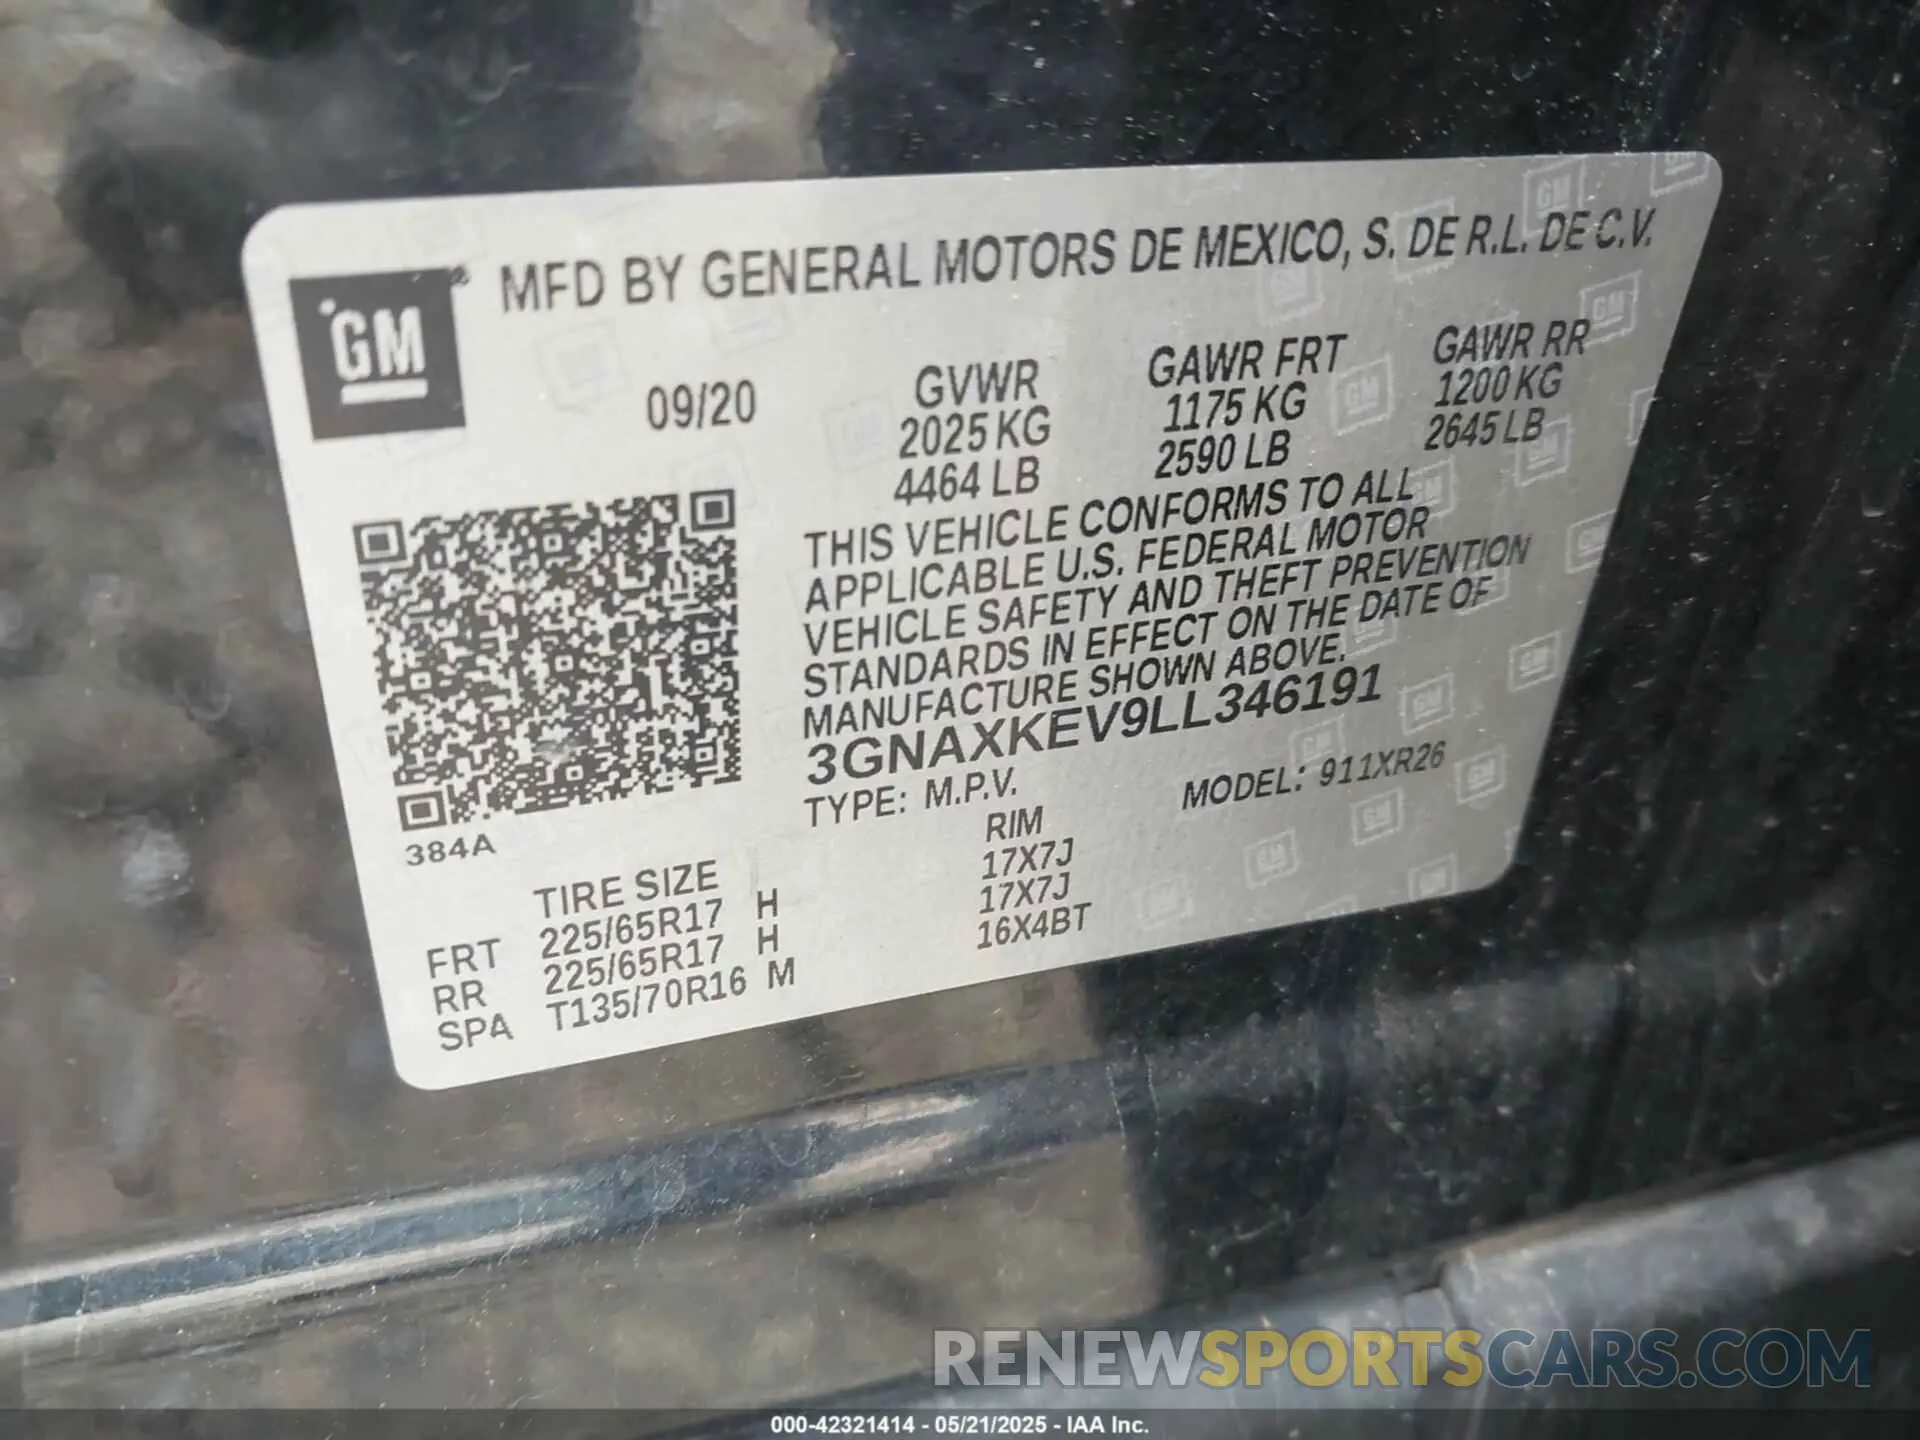 GM® MFD BY GENERAL MOTORS DE MEXICO, S. DE R.L. DE C.V.
09/20
GVWR GAWR FRT GAWR RR
2025 KG 1175 KG 1200 KG
4464 LB 2590 LB 2645 LB
THIS VEHICLE CONFORMS TO ALL
APPLICABLE U.S. FEDERAL MOTOR
VEHICLE SAFETY AND THEFT PREVENTION
STANDARDS IN EFFECT ON THE DATE OF
MANUFACTURE SHOWN ABOVE.
3GNAXKEV9LL346191
TYPE: M.P.V. MODEL: 911XR26
384A
TIRE SIZE RIM
FRT 225/65R17 H 17X7J
RR 225/65R17 H 17X7J
SPA T135/70R16 M 16X4BT
RENEWSPORTSCARS.COM
000-42321414 - 05/21/2025 - IAA Inc.